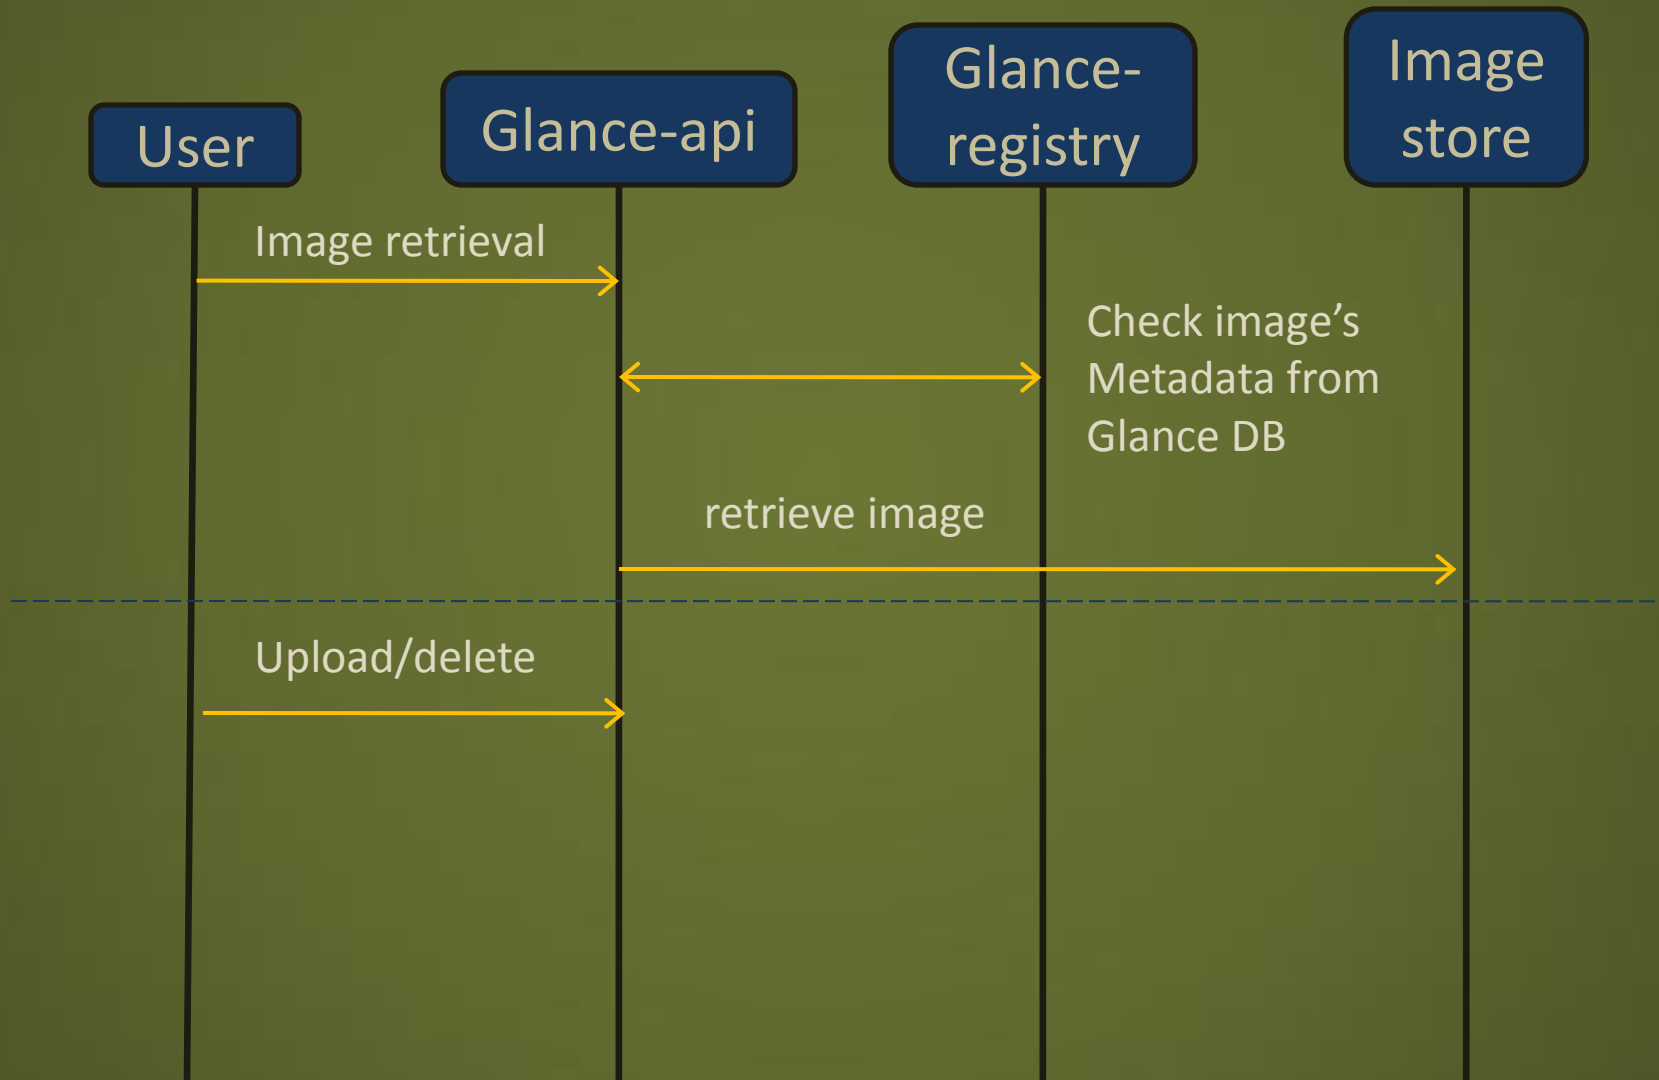 User
Glance-api
Glance-
registry
Image
store
Image retrieval
Check image’s
Metadata from
Glance DB
retrieve image
Upload/delete